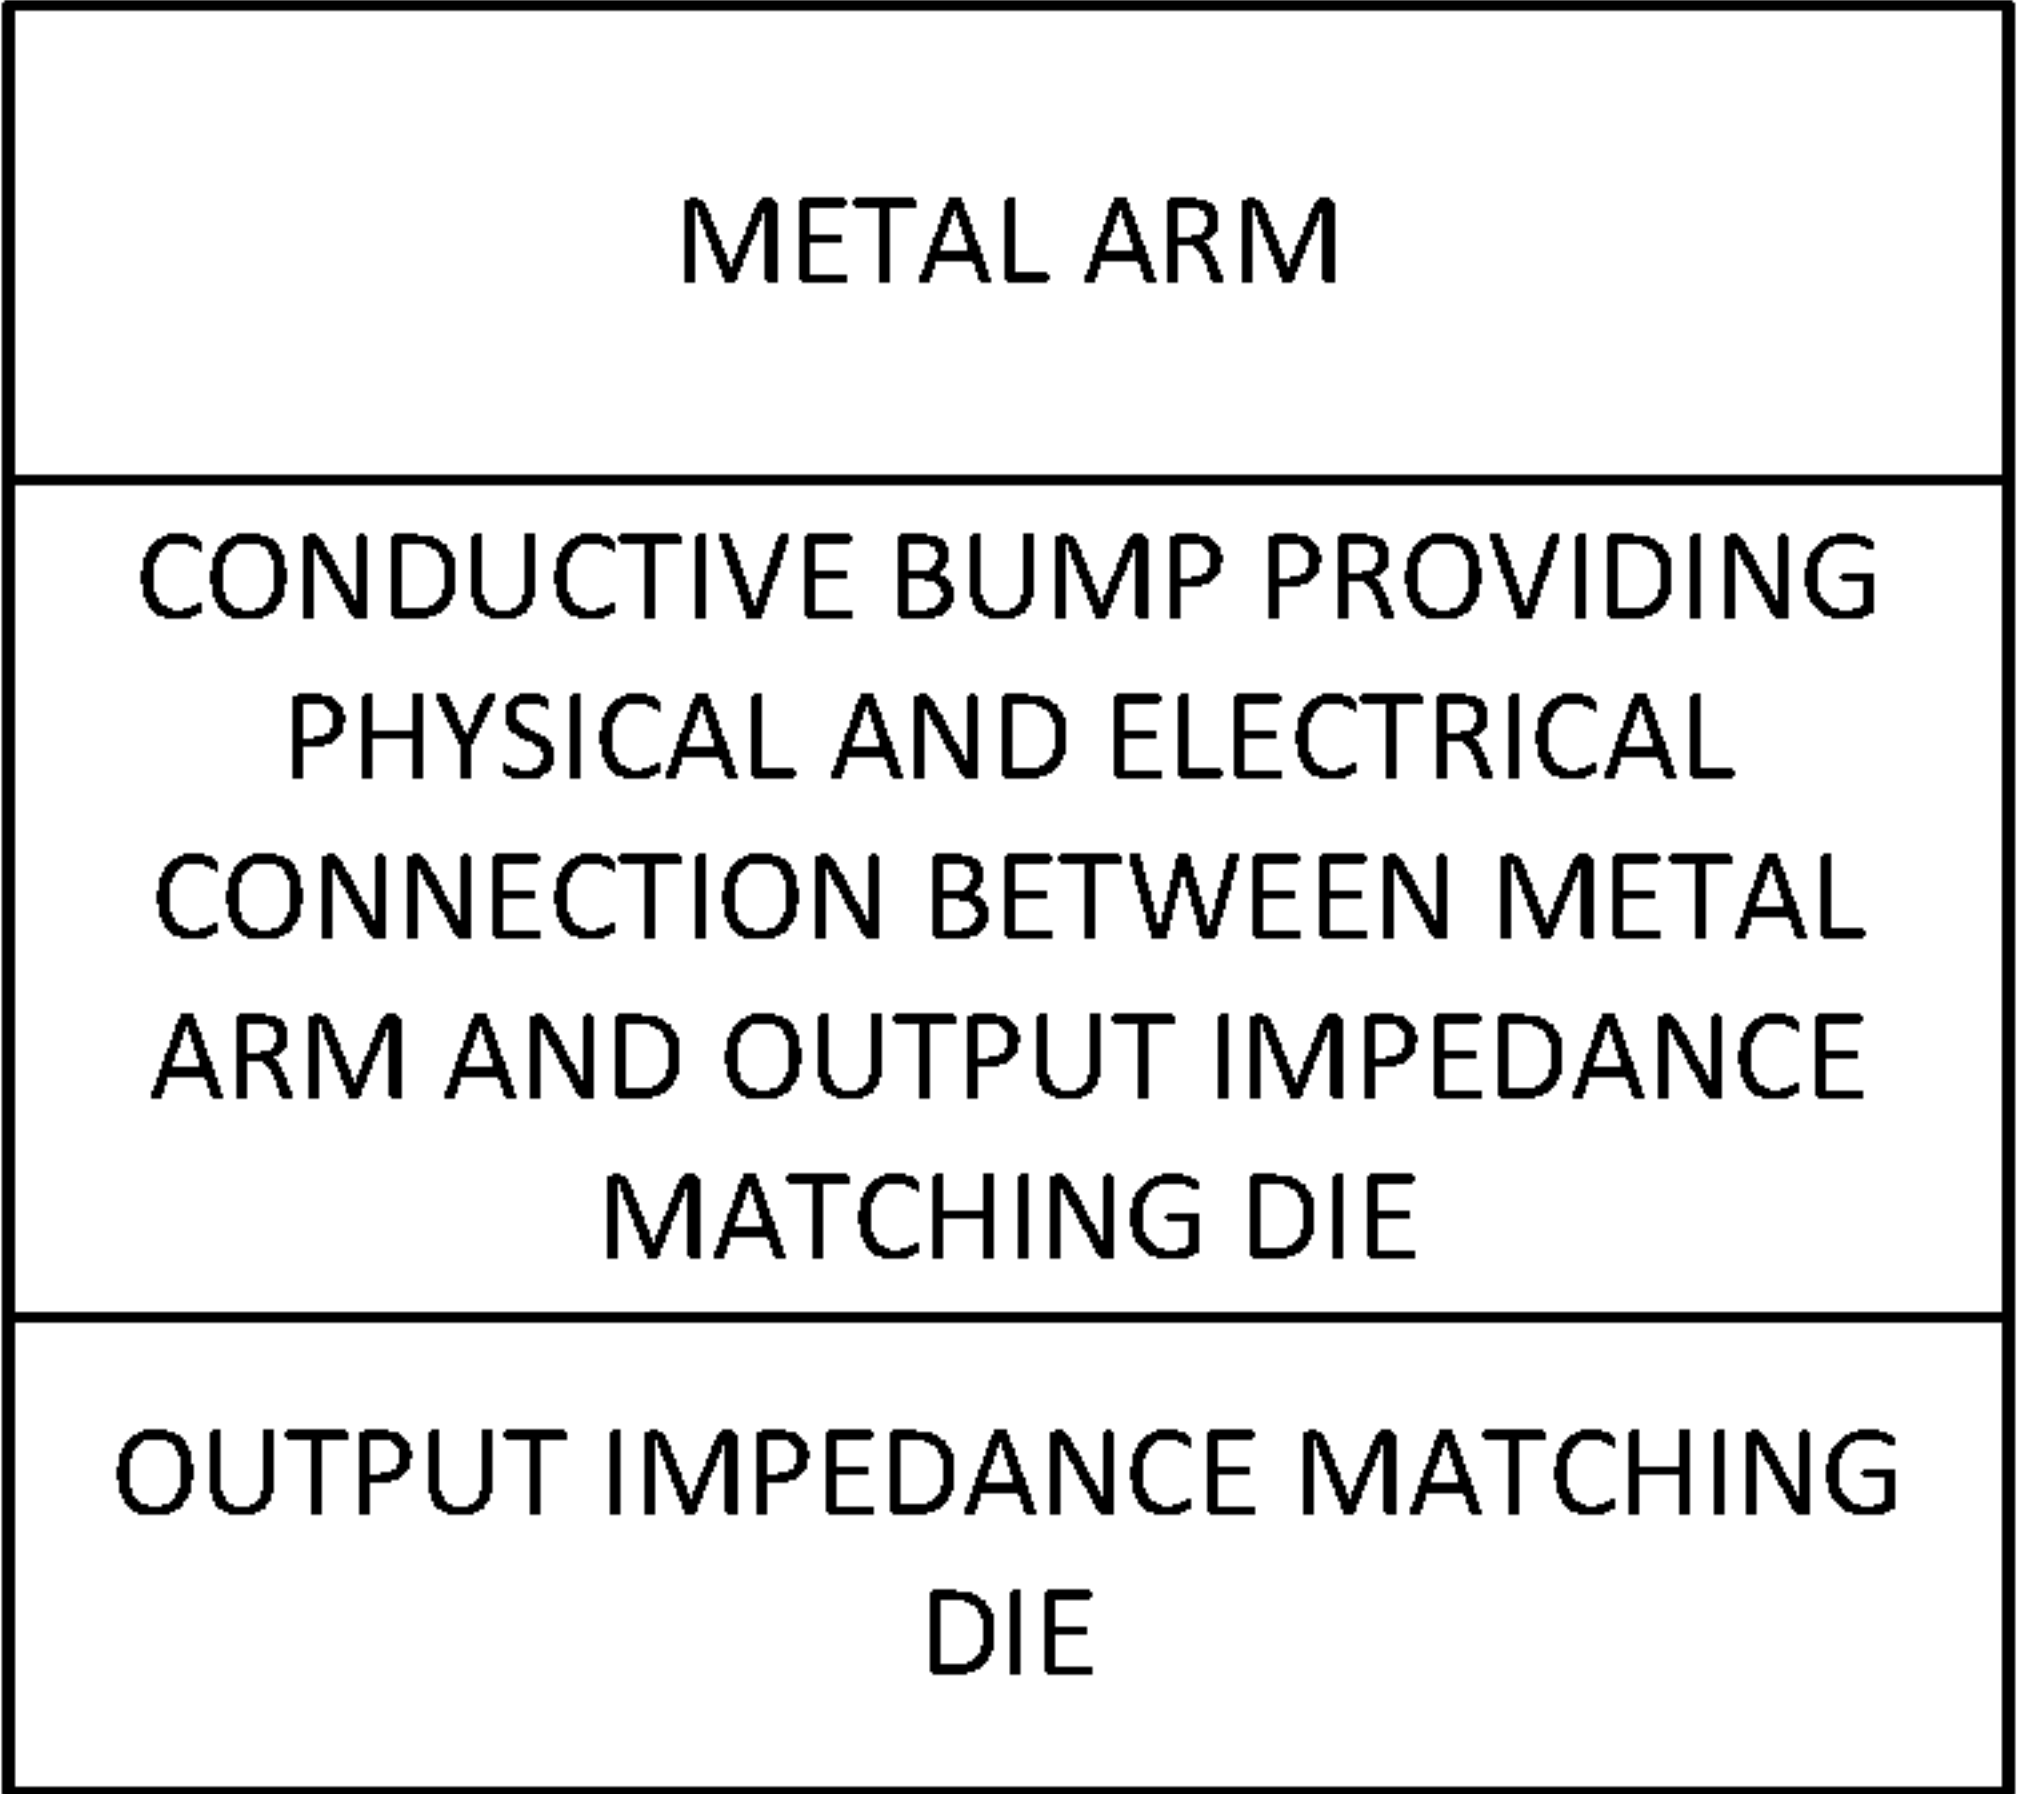 METAL ARM
CONDUCTIVE BUMP PROVIDING
PHYSICAL AND ELECTRICAL
CONNECTION BETWEEN METAL
ARM AND OUTPUT IMPEDANCE
MATCHING DIE
OUTPUT IMPEDANCE MATCHING
DIE